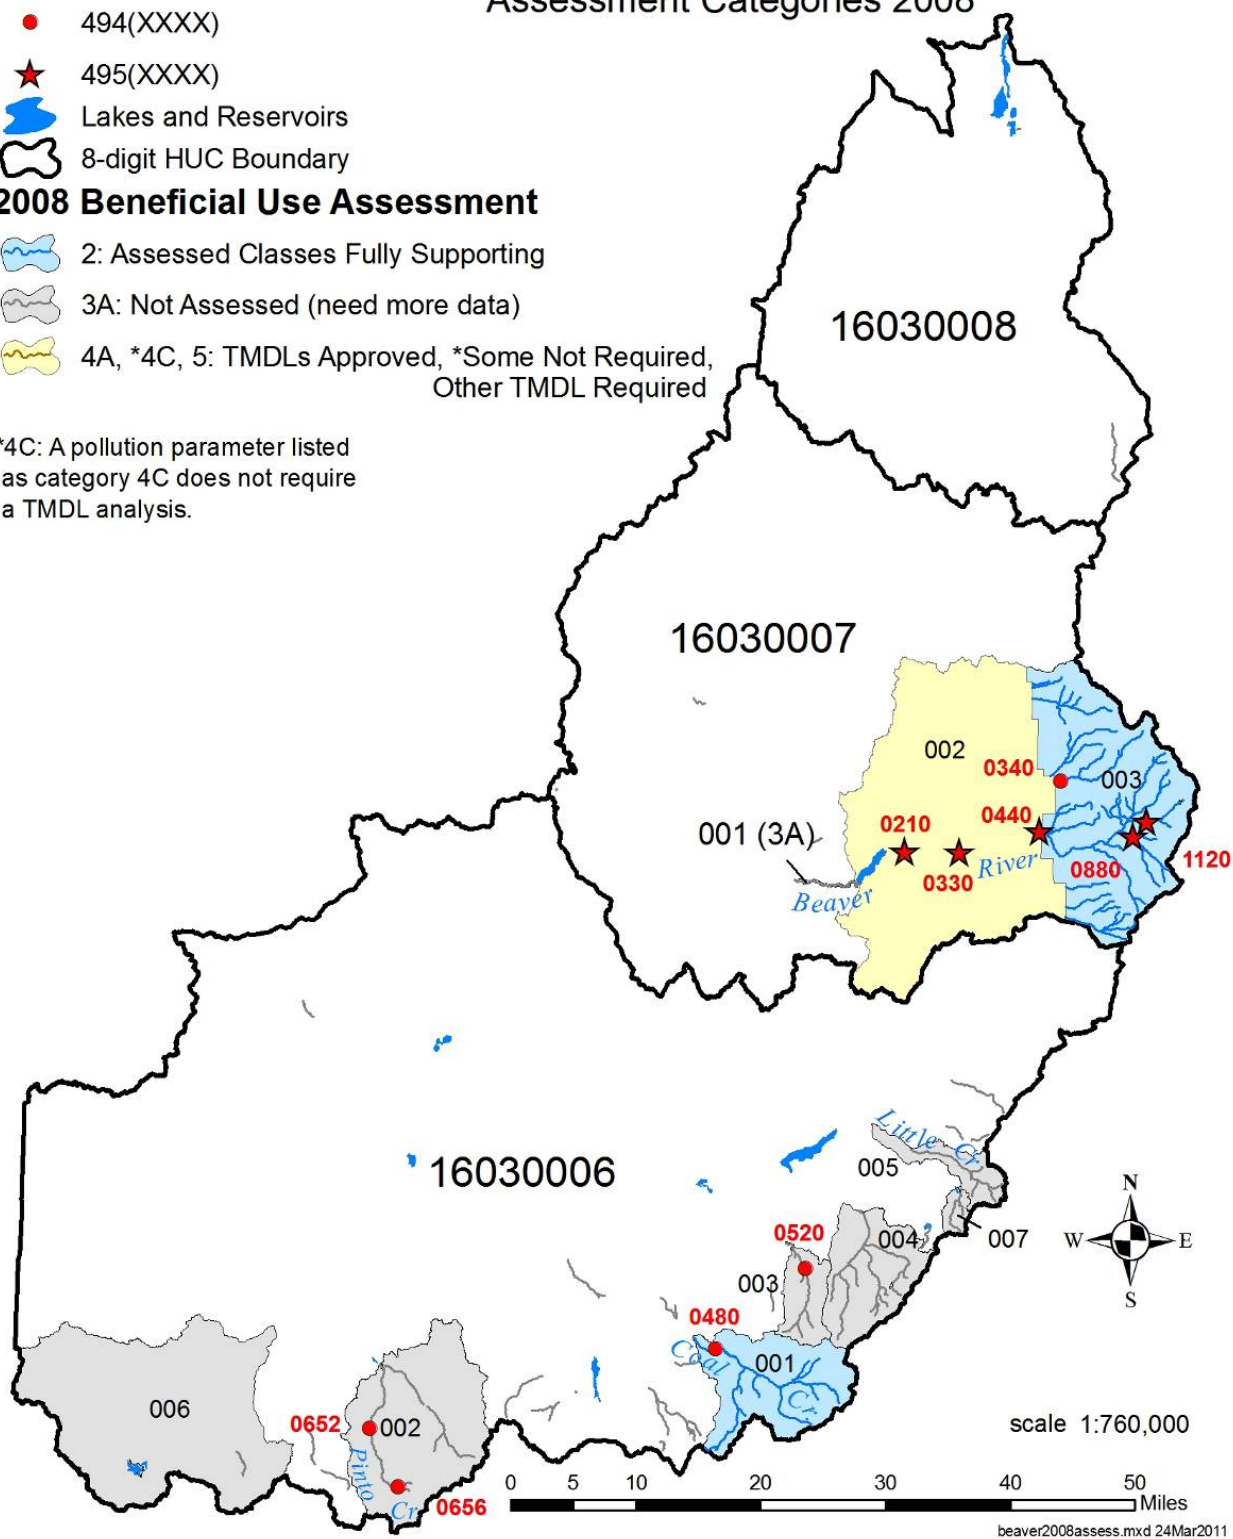 Assessment Categories 2008
494(XXXX)
495(XXXX)
Lakes and Reservoirs
8-digit HUC Boundary
2008 Beneficial Use Assessment
2: Assessed Classes Fully Supporting
3A: Not Assessed (need more data)
4A, *4C, 5: TMDLs Approved, *Some Not Required,
Other TMDL Required
*4C: A pollution parameter listed
as category 4C does not require
a TMDL analysis.
16030008
16030007
002
0340
003
0440
0210
001 (3A)
River
0330
0880
1120
Beaver
Little Cr
005
16030006
N
W E
S
007
004
0520
003
0480
Coal
001
Cr
006
0652
002
Pinto
Cr
0656
scale 1:760,000
0 5 10 20 30 40 50
Miles
beaver2008assess.mxd 24Mar2011